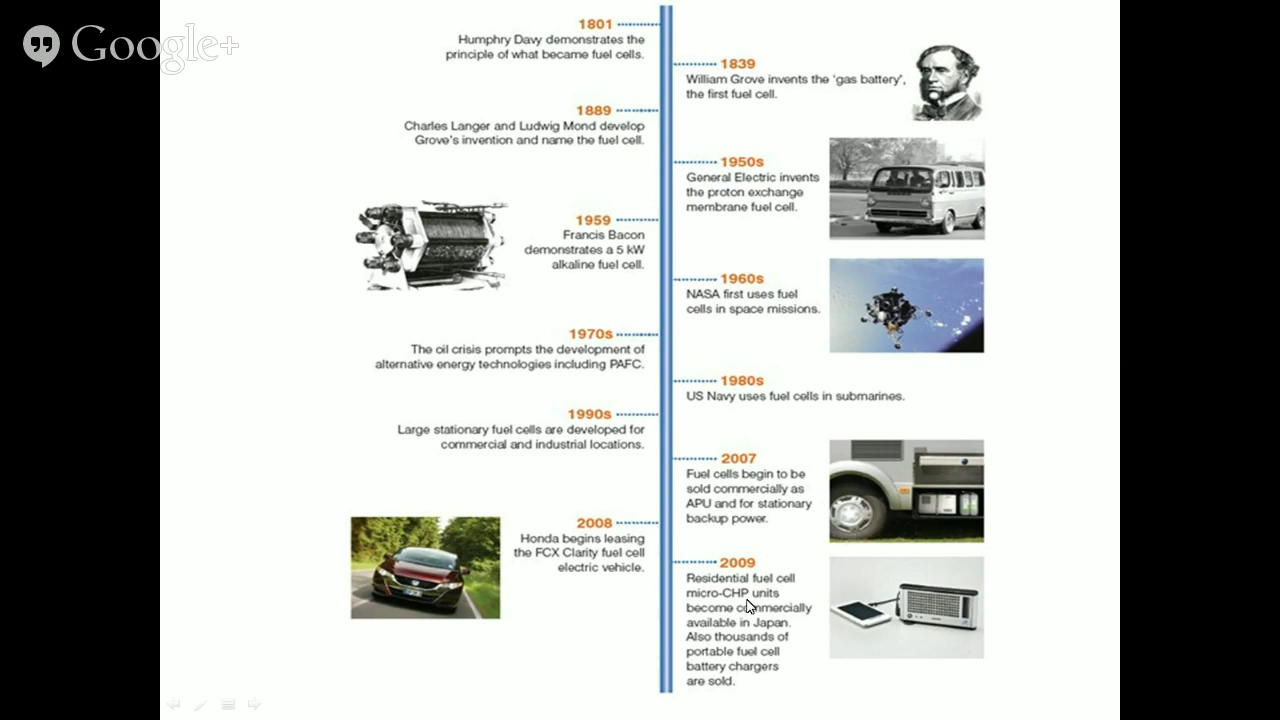 Google+
1801
Humphry Davy demonstrates the
principle of what became fuel cells.
1839
William Grove invents the ‘gas battery’,
the first fuel cell.
1889
Charles Langer and Ludwig Mond develop
Grove’s invention and name the fuel cell.
1950s
General Electric invents
the proton exchange
membrane fuel cell.
1959
Francis Bacon
demonstrates a 5 kW
alkaline fuel cell.
1960s
NASA first uses fuel
cells in space missions.
1970s
The oil crisis prompts the development of
alternative energy technologies including PAFC.
1980s
US Navy uses fuel cells in submarines.
1990s
Large stationary fuel cells are developed for
commercial and industrial locations.
2007
Fuel cells begin to be
sold commercially as
APU and for stationary
backup power.
2008
Honda begins leasing
the FCX Clarity fuel cell
electric vehicle.
2009
Residential fuel cell
micro-CHP units
become commercially
available in Japan.
Also thousands of
portable fuel cell
battery chargers
are sold.